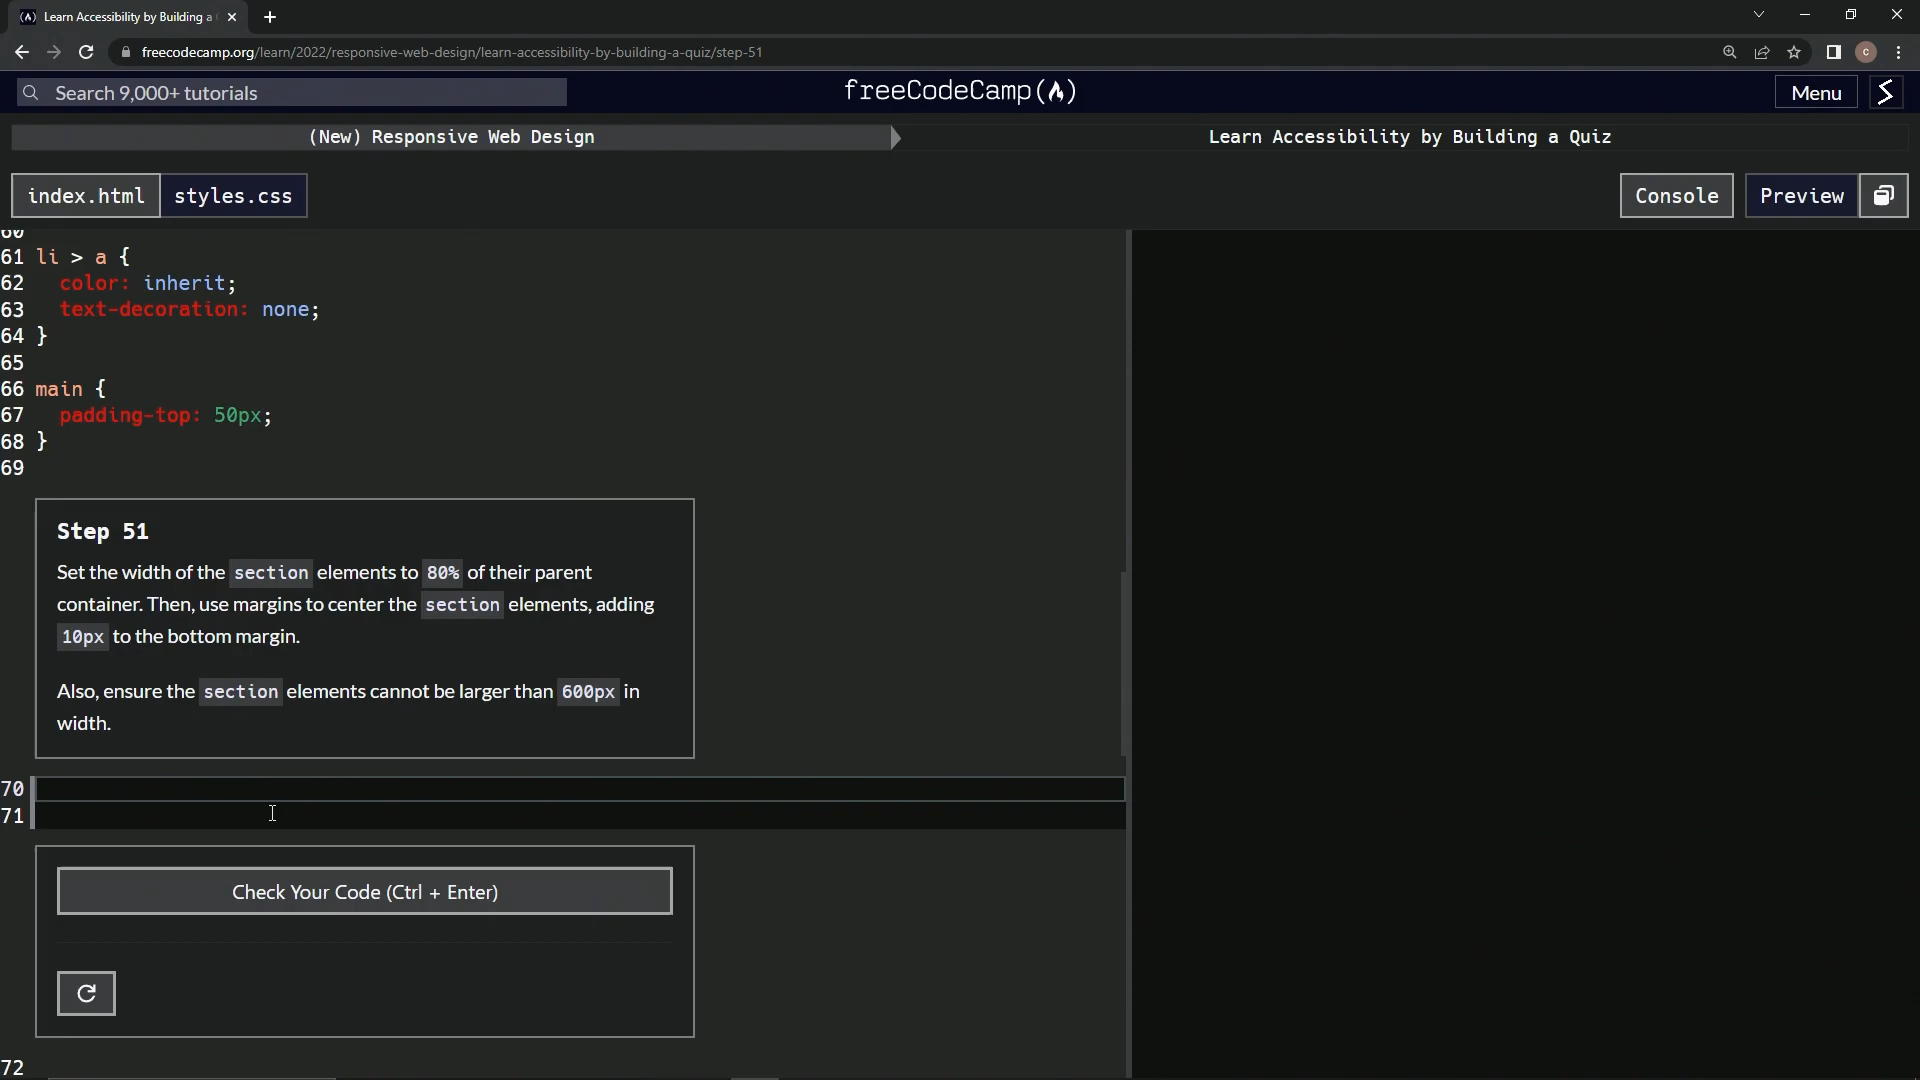 Learn Accessibility by Building a
freecodecamp.org/learn/2022/responsive-web-design/learn-accessibility-by-building-a-quiz/step-51
C
Search 9,000+ tutorials
freeCodeCamp(🔥)
Menu
(New) Responsive Web Design
Learn Accessibility by Building a Quiz
index.html
styles.css
Console
Preview
60
61 li > a {
62   color: inherit;
63   text-decoration: none;
64 }
65
66 main {
67   padding-top: 50px;
68 }
69
Step 51
Set the width of the section elements to 80% of their parent
container. Then, use margins to center the section elements, adding
10px to the bottom margin.
Also, ensure the section elements cannot be larger than 600px in
width.
70
71
Check Your Code (Ctrl + Enter)
72